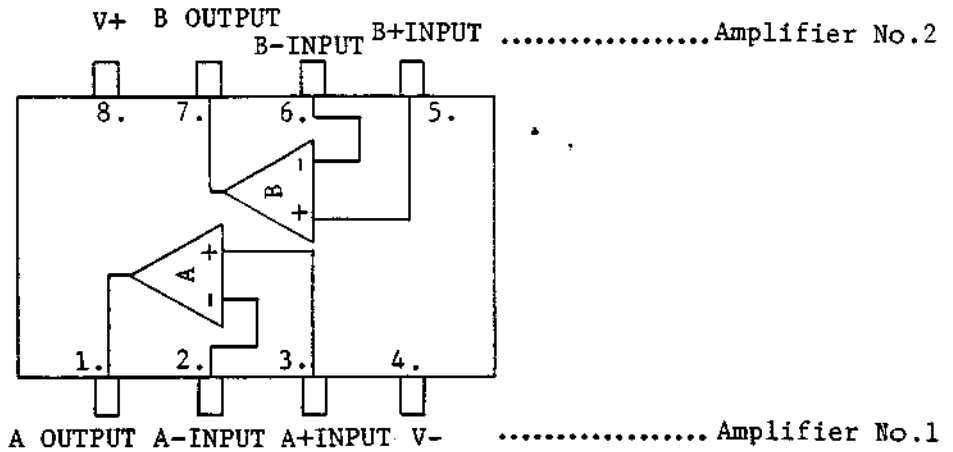 V+ B OUTPUT
B-INPUT B+INPUT ..................Amplifier No.2
8. 7. 6. 5.
- B +
+ A -
1. 2. 3. 4.
A OUTPUT A-INPUT A+INPUT V- ..................Amplifier No.1